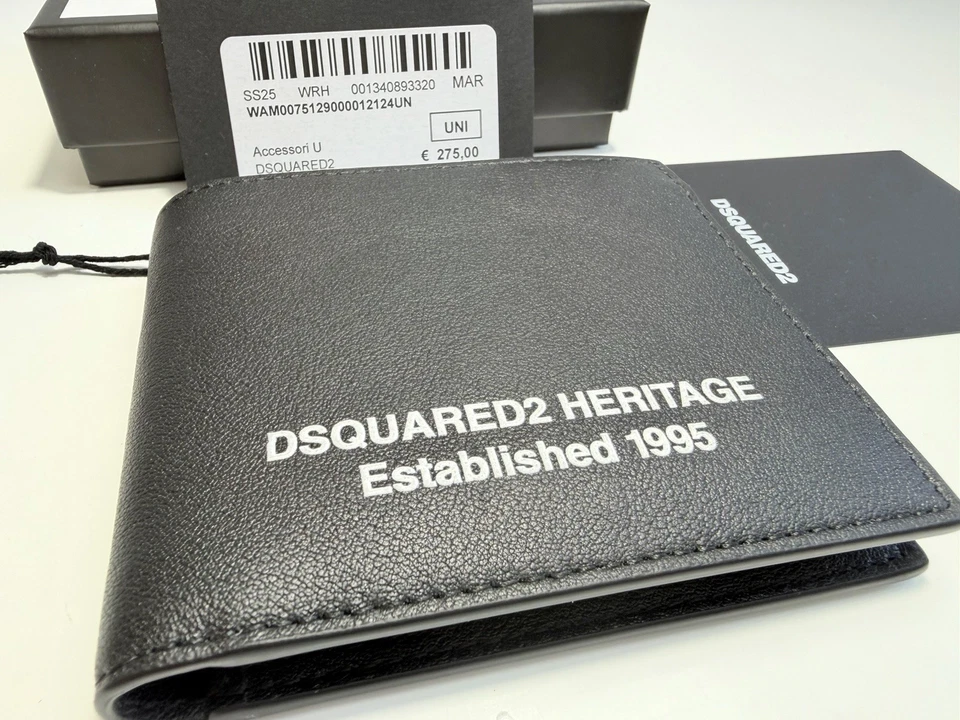 SS25 WRH 001340893320 MAR
WAM0075129000012124UN
UNI
Accessori U € 275,00
DSQUARED2
DSQUARED2
DSQUARED2 HERITAGE
Established 1995